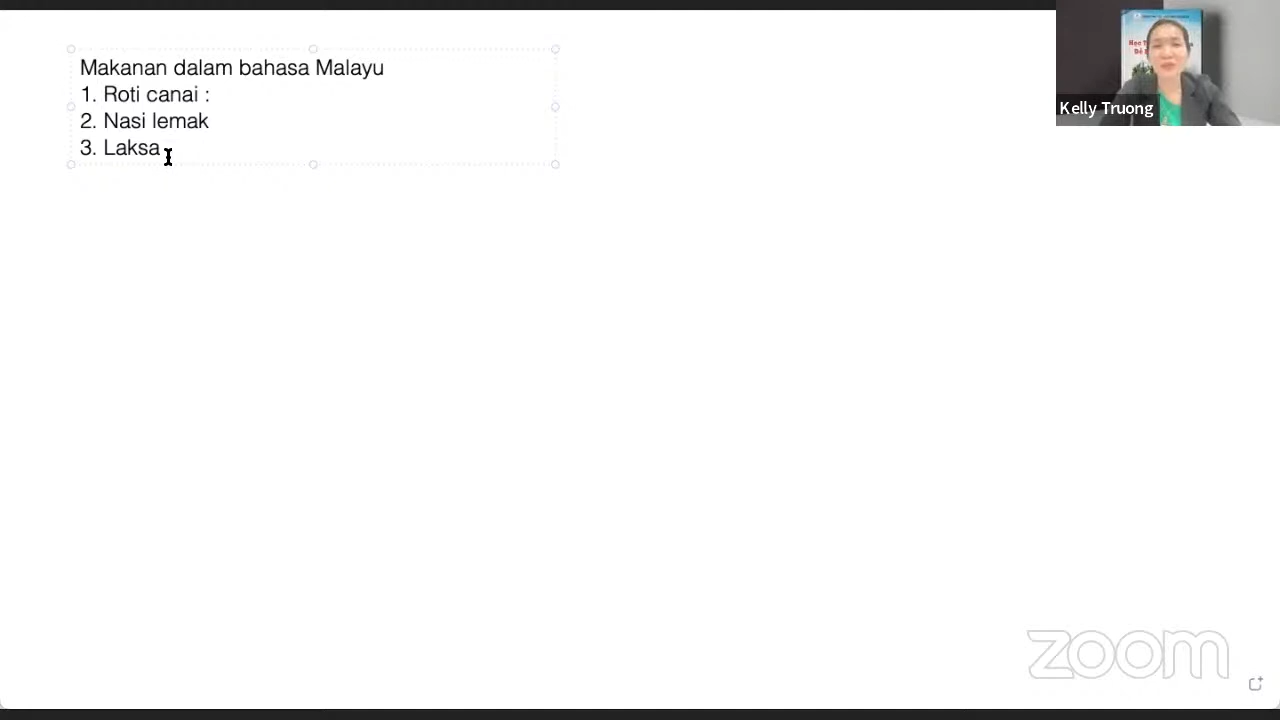 Makanan dalam bahasa Malayu
1. Roti canai :
2. Nasi lemak
3. Laksa
Kelly Truong
zoom